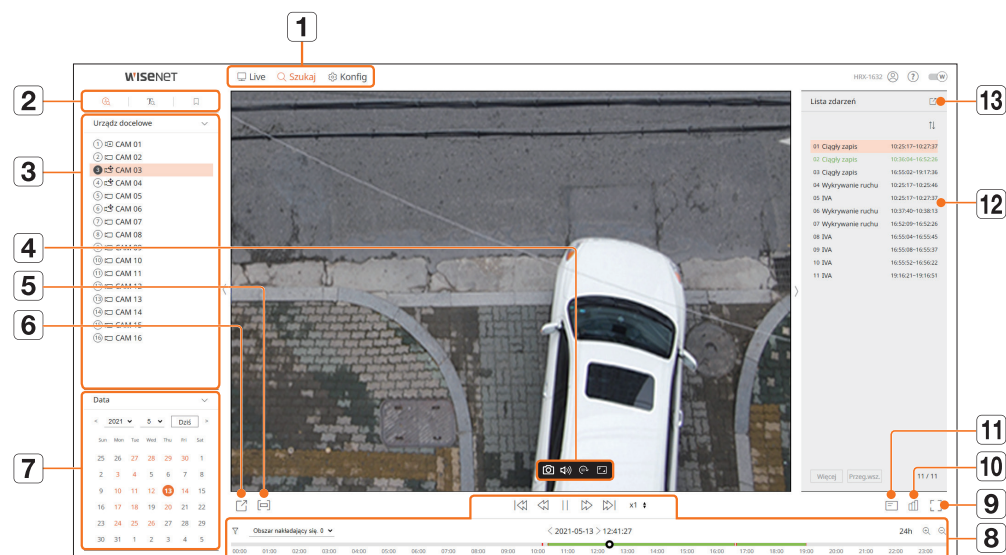 1
WISENET
Live Szukaj Konfig
HRX-1632
? W
2
13
Urządz docelowe
Lista zdarzeń
3
1 CAM 01
2 CAM 02
3 CAM 03
4 CAM 04
5 CAM 05
6 CAM 06
7 CAM 07
8 CAM 08
10 CAM 10
11 CAM 11
13 CAM 13
14 CAM 14
16 CAM 16
01 Ciągły zapis 10:25:17~10:27:37
02 Ciągły zapis 10:36:04~16:52:26
03 Ciągły zapis 16:55:02~19:17:36
04 Wykrywanie ruchu 10:25:17~10:25:46
05 IVA 10:25:17~10:27:37
06 Wykrywanie ruchu 10:37:40~10:38:13
07 Wykrywanie ruchu 16:52:09~16:52:26
08 IVA 16:55:04~16:55:45
09 IVA 16:55:08~16:55:37
10 IVA 16:55:52~16:56:22
11 IVA 19:16:21~19:16:51
12
4
5
6
Data
< 2021 5 Dziś >
Sun Mon Tue Wed Thu Fri Sat
25 26 27 28 29 30 1
2 3 4 5 6 7 8
9 10 11 12 13 14 15
16 17 18 19 20 21 22
23 24 25 26 27 28 29
30 31 1 2 3 4 5
7
Więcej Przeg.wsz. 11 / 11
11
10
9
x1
Obszar nakładający się. 0
< 2021-05-13 > 12:41:27
24h
8
00:00 01:00 02:00 03:00 04:00 05:00 06:00 07:00 08:00 09:00 10:00 11:00 12:00 13:00 14:00 15:00 16:00 17:00 18:00 19:00 20:00 21:00 22:00 23:00